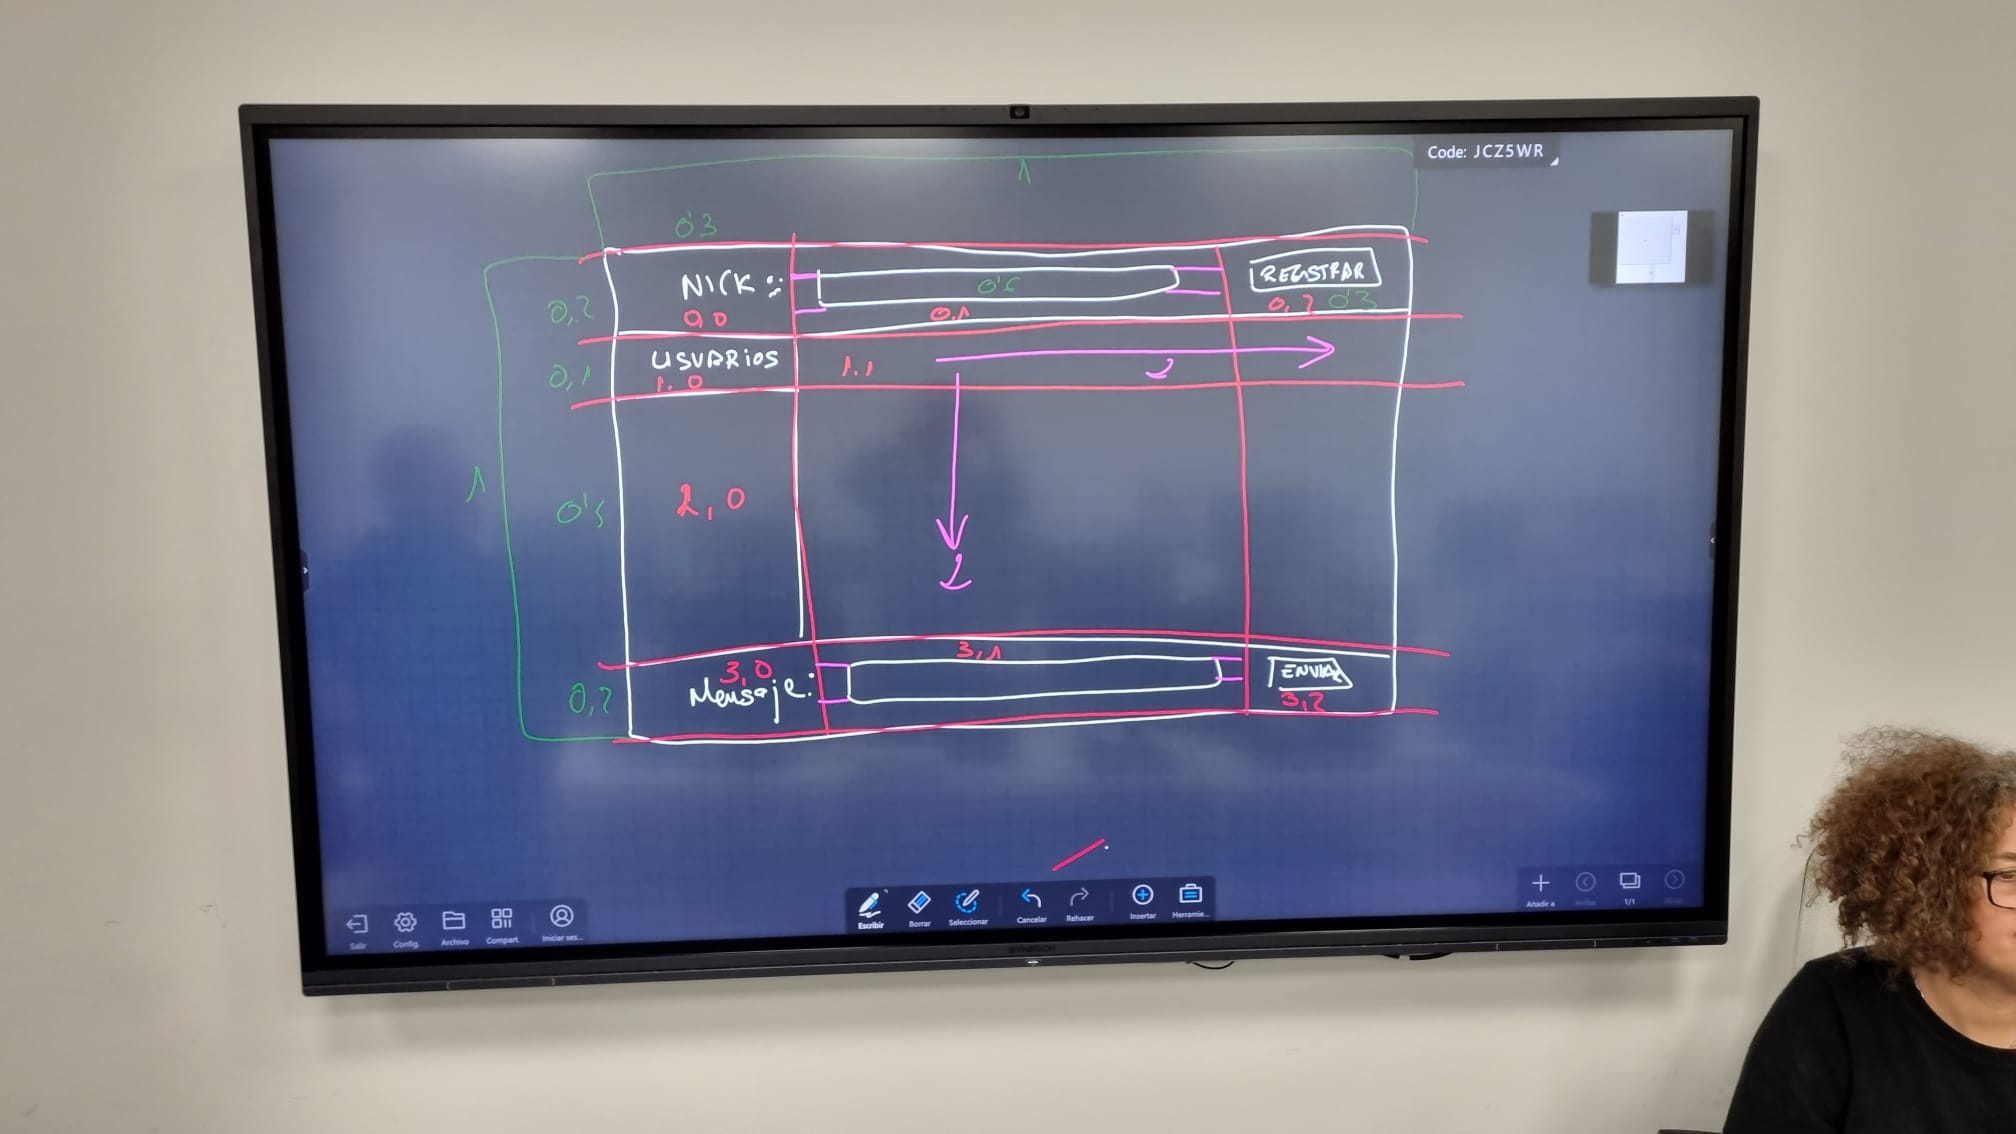 Code: JCZ5WR
1
0'3
NICK:
0'5
REGISTRAR
0,2
0,0
0,1
0,2 0'3
USUARIOS
0,1
1.0
1.1
2
1
0'5
2,0
2
3,0
3,1
Mensaje:
ENVIAR
0,2
3,2
Salir
Config.
Archivo
Compart.
Iniciar ses...
Escribir
Borrar
Seleccionar
Cancelar
Rehacer
Insertar
Herramie...
Añadir a
1/1